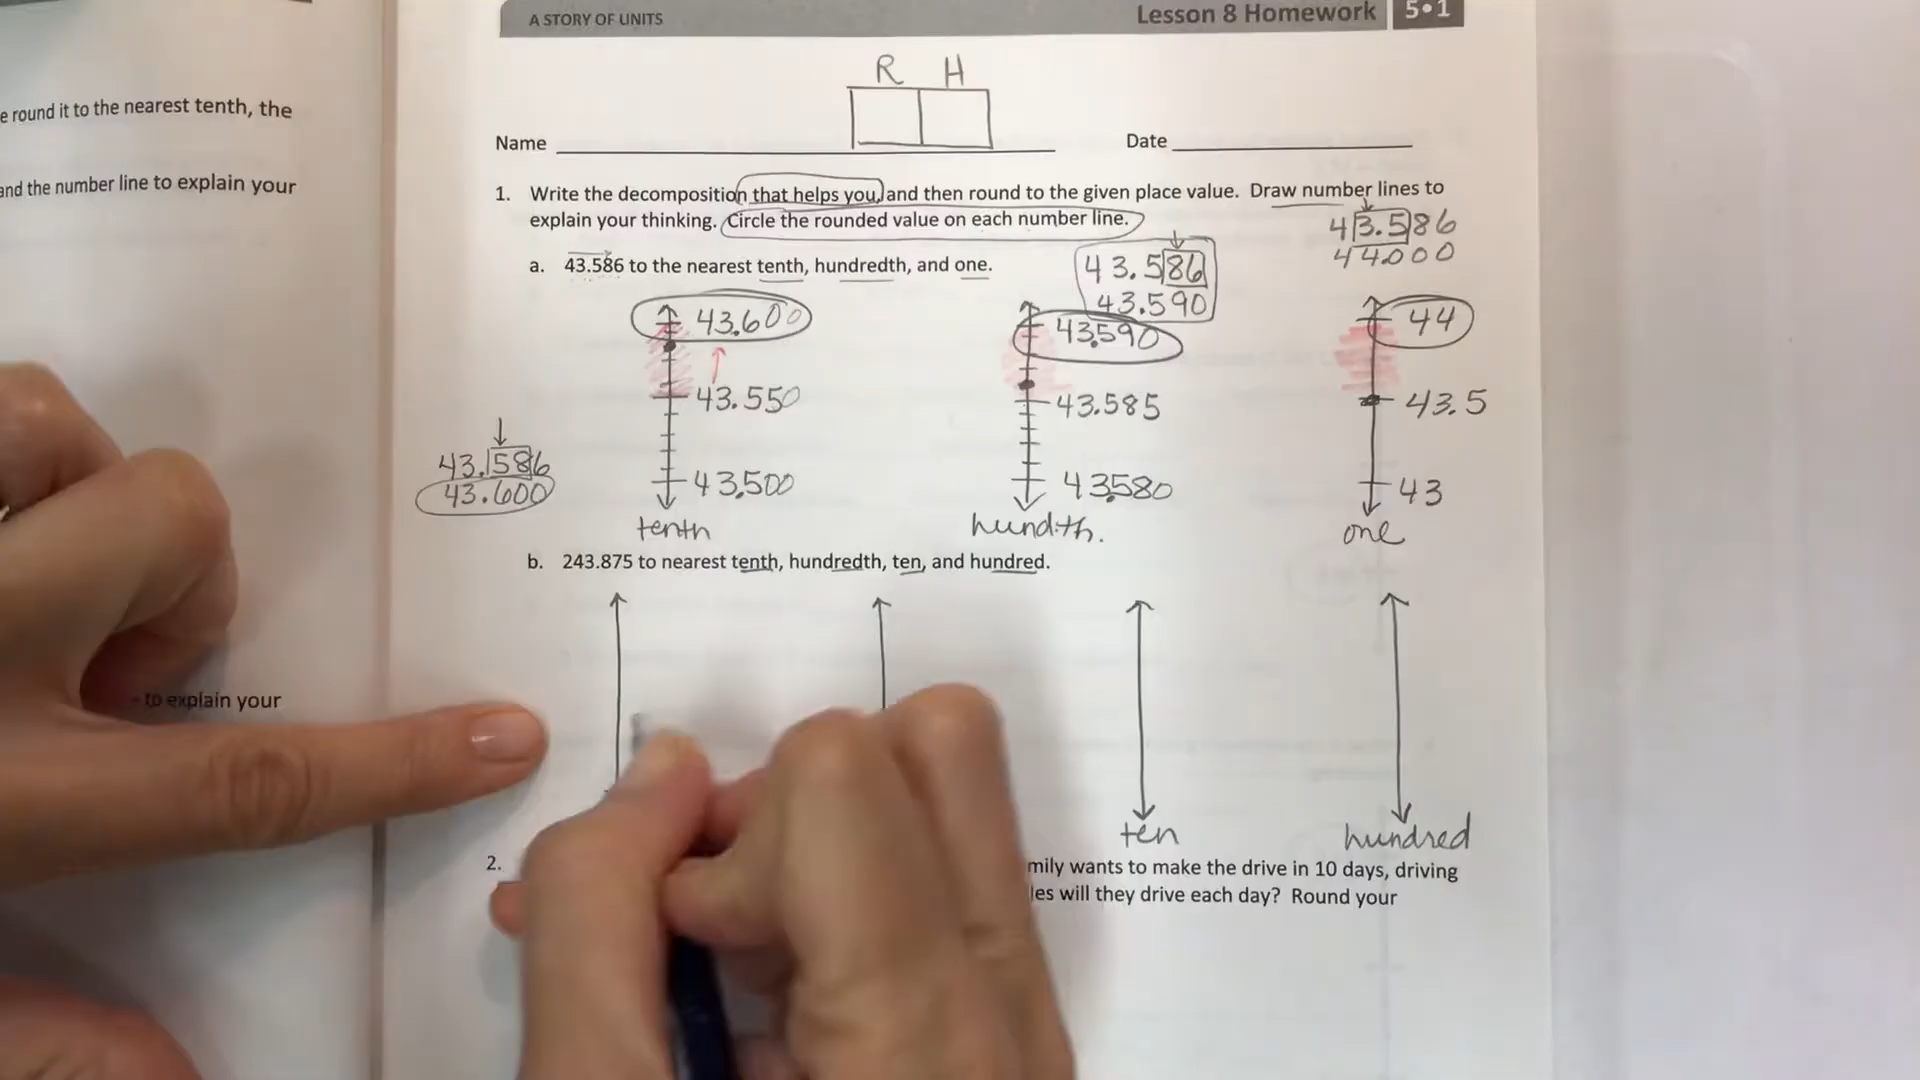 A STORY OF UNITS
Lesson 8 Homework 5•1
e round it to the nearest tenth, the
and the number line to explain your
to explain your
R H
Name
Date
1. Write the decomposition that helps you, and then round to the given place value. Draw number lines to
explain your thinking. Circle the rounded value on each number line.
43.586
44.000
a. 43.586 to the nearest tenth, hundredth, and one.
43.586
43.590
43.600
43.550
43.500
tenth
43.586
43.600
43.590
43.585
43.580
hundth.
44
43.5
43
one
b. 243.875 to nearest tenth, hundredth, ten, and hundred.
ten
hundred
2.
mily wants to make the drive in 10 days, driving
les will they drive each day? Round your